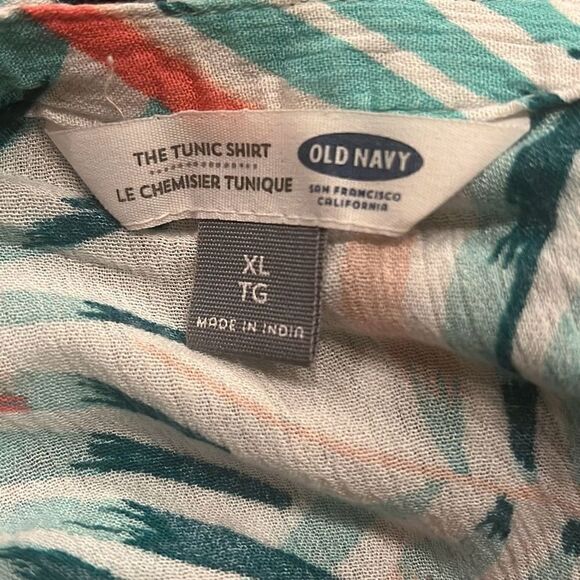 THE TUNIC SHIRT
LE CHEMISIER TUNIQUE
OLD NAVY
SAN FRANCISCO
CALIFORNIA
XL
TG
MADE IN INDIA